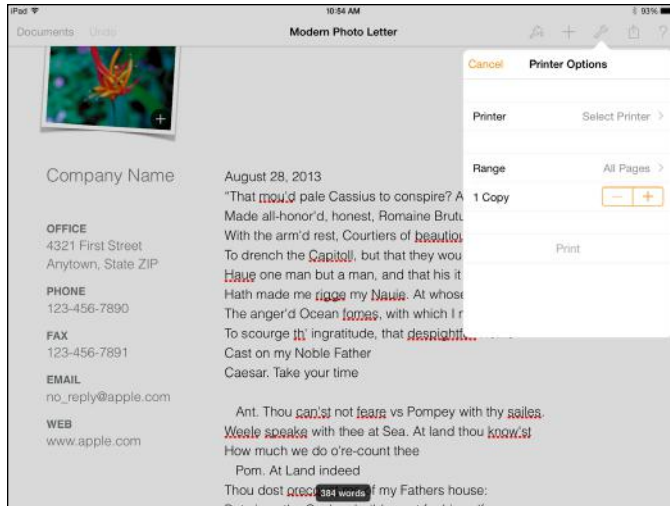 iPad 10:54 AM 93%
Documents Undo Modern Photo Letter ?
Cancel Printer Options
Printer Select Printer >
Range All Pages >
1 Copy − +
Print
Company Name
OFFICE
4321 First Street
Anytown, State ZIP
PHONE
123-456-7890
FAX
123-456-7891
EMAIL
no_reply@apple.com
WEB
www.apple.com
August 28, 2013
"That mou'd pale Cassius to conspire? A
Made all-honor'd, honest, Romaine Brutu
With the arm'd rest, Courtiers of beautiou
To drench the Capitoll, but that they wou
Haue one man but a man, and that his it
Hath made me rigge my Nauie. At whose
The anger'd Ocean fomes, with which I
To scourge th' ingratitude, that despightf
Cast on my Noble Father
Caesar. Take your time
Ant. Thou can'st not feare vs Pompey with thy sailes.
Weele speake with thee at Sea. At land thou know'st
How much we do o're-count thee
Pom. At Land indeed
Thou dost of my Fathers house:
384 words